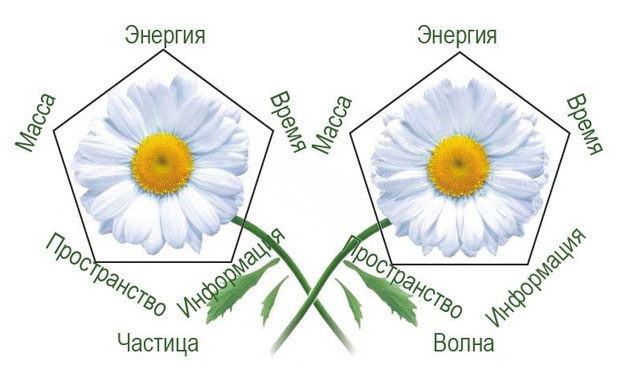 Энергия
Масса
Время
Пространство
Информация
Частица
Энергия
Масса
Время
Пространство
Информация
Волна